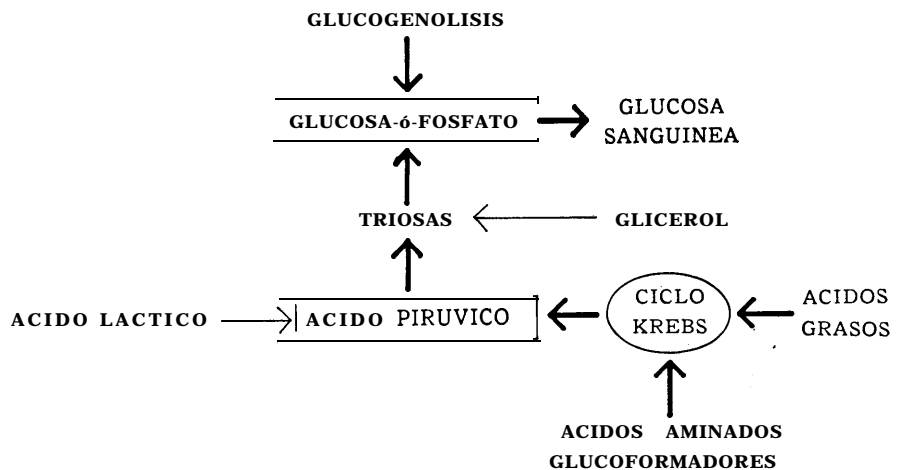 GLUCOGENOLISIS
GLUCOSA-ó-FOSFATO
GLUCOSA
SANGUINEA
TRIOSAS
GLICEROL
ACIDO LACTICO
ACIDO PIRUVICO
CICLO
KREBS
ACIDOS
GRASOS
ACIDOS AMINADOS
GLUCOFORMADORES